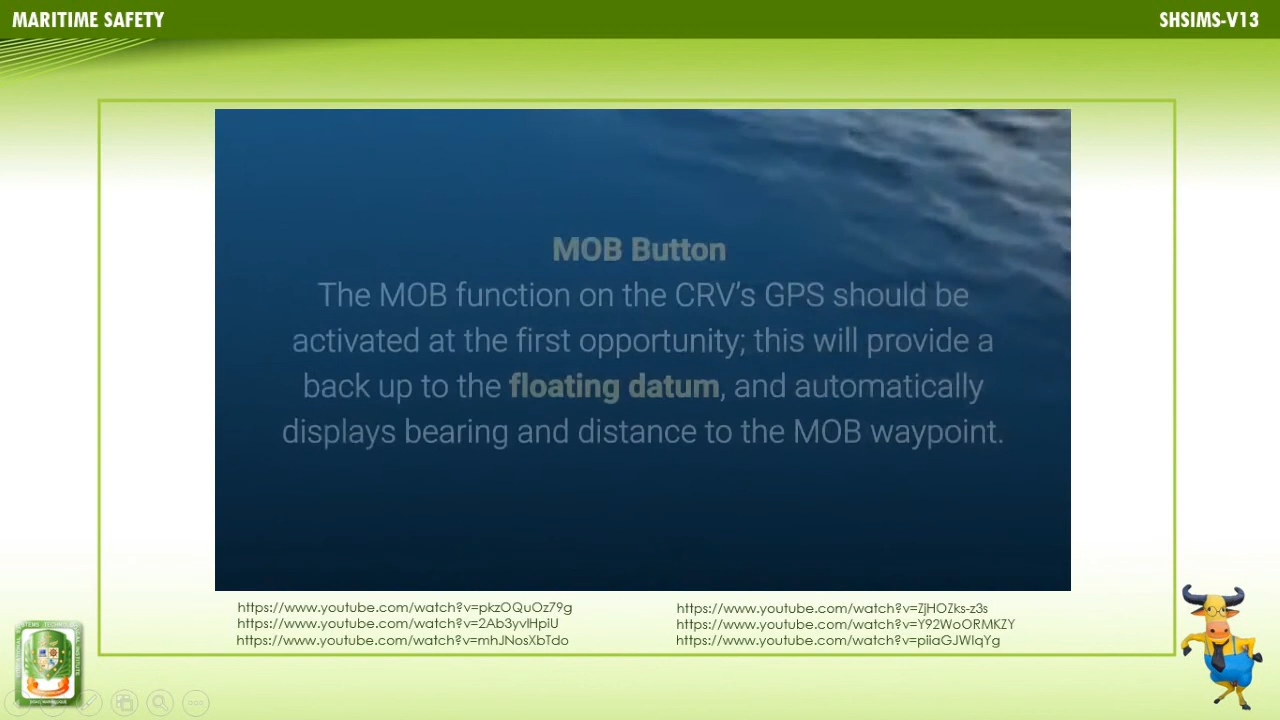 MARITIME SAFETY
SHSIMS-V13
MOB Button
The MOB function on the CRV's GPS should be
activated at the first opportunity; this will provide a
back up to the floating datum, and automatically
displays bearing and distance to the MOB waypoint.
https://www.youtube.com/watch?v=pkzOQuOz79g
https://www.youtube.com/watch?v=2Ab3yvlHpiU
https://www.youtube.com/watch?v=mhJNosXbTdo
https://www.youtube.com/watch?v=ZjHOZks-z3s
https://www.youtube.com/watch?v=Y92WoORMKZY
https://www.youtube.com/watch?v=piiaGJWlqYg